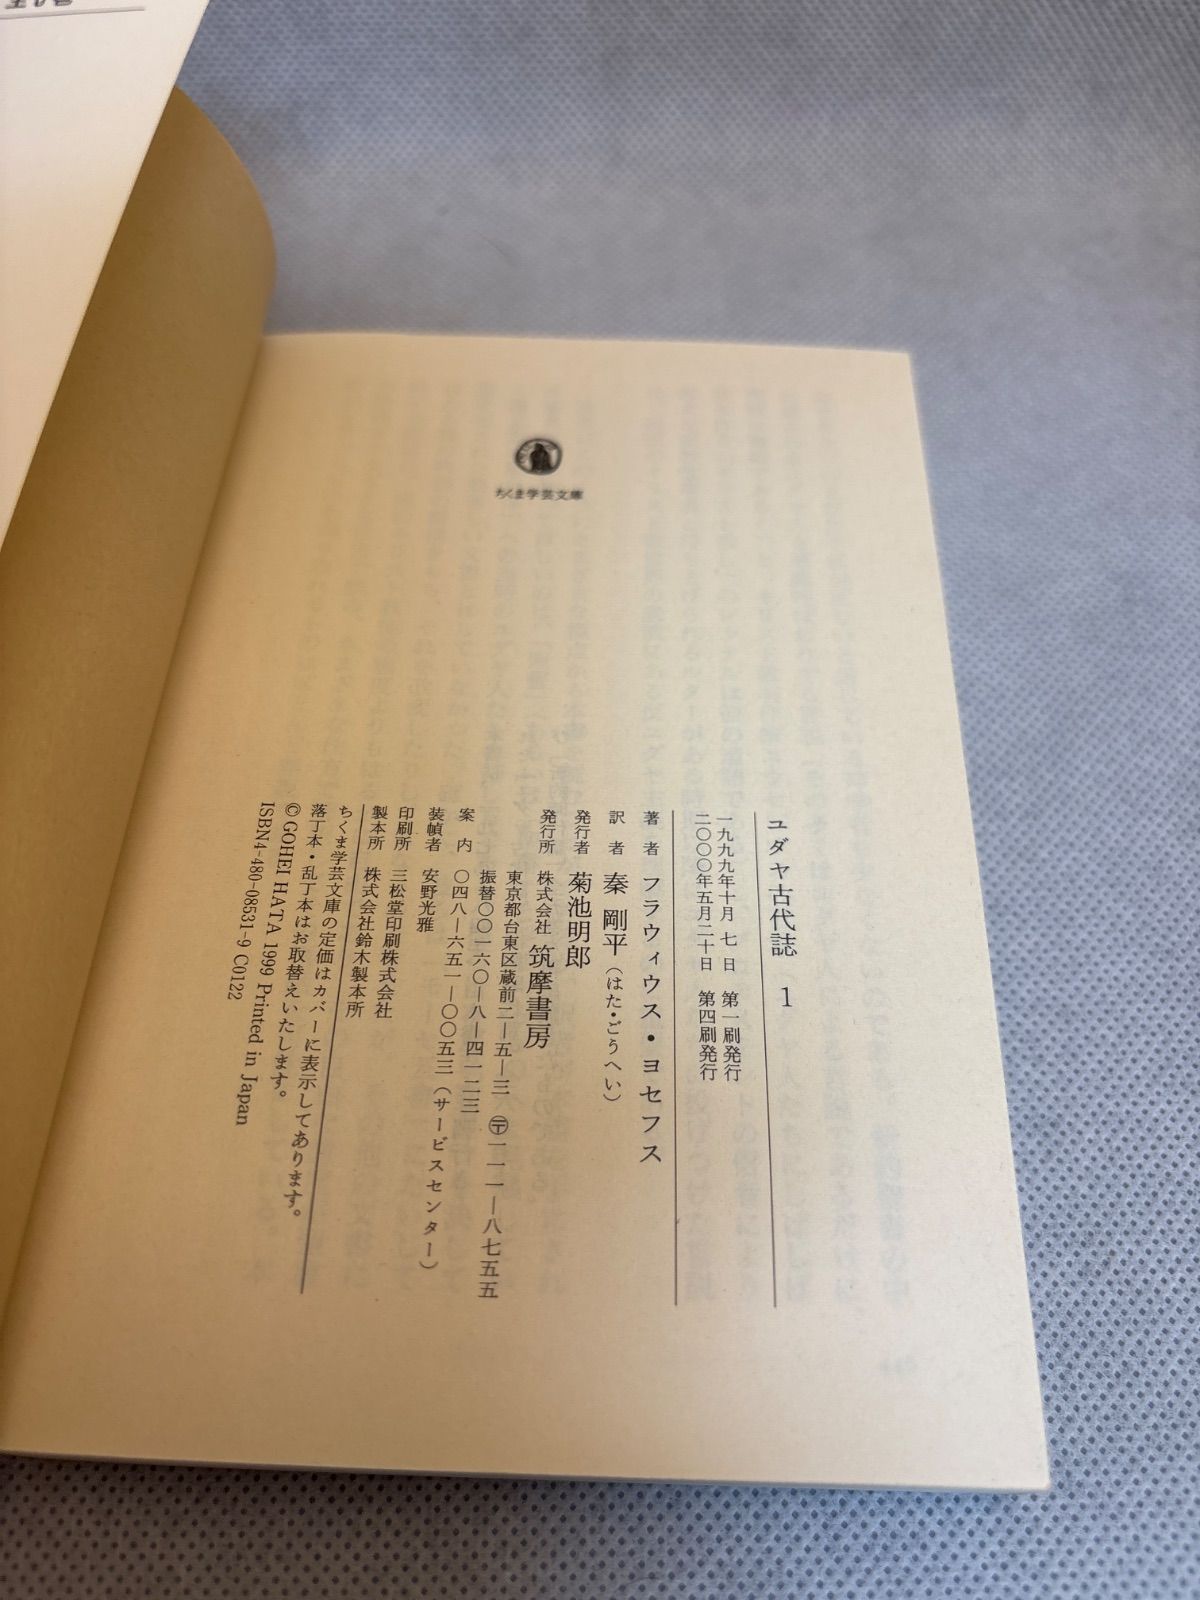 ちくま学芸文庫
ユダヤ古代誌 1
一九九九年十月 七 日 第一刷発行
二〇〇〇年五月二十日 第四刷発行
著 者 フラウィウス・ヨセフス
訳 者 秦 剛平(はた・ごうへい)
発行者 菊池明郎
発行所 株式会社 筑摩書房
東京都台東区蔵前二—五—三 〒一一一—八七五五
振替〇〇一六〇—八—四一二三
案 内 〇四八—六五一—〇〇五三(サービスセンター)
装幀者 安野光雅
印刷所 三松堂印刷株式会社
製本所 株式会社鈴木製本所
ちくま学芸文庫の定価はカバーに表示してあります。
落丁本・乱丁本はお取替えいたします。
© GOHEI HATA 1999 Printed in Japan
ISBN4-480-08531-9 C0122